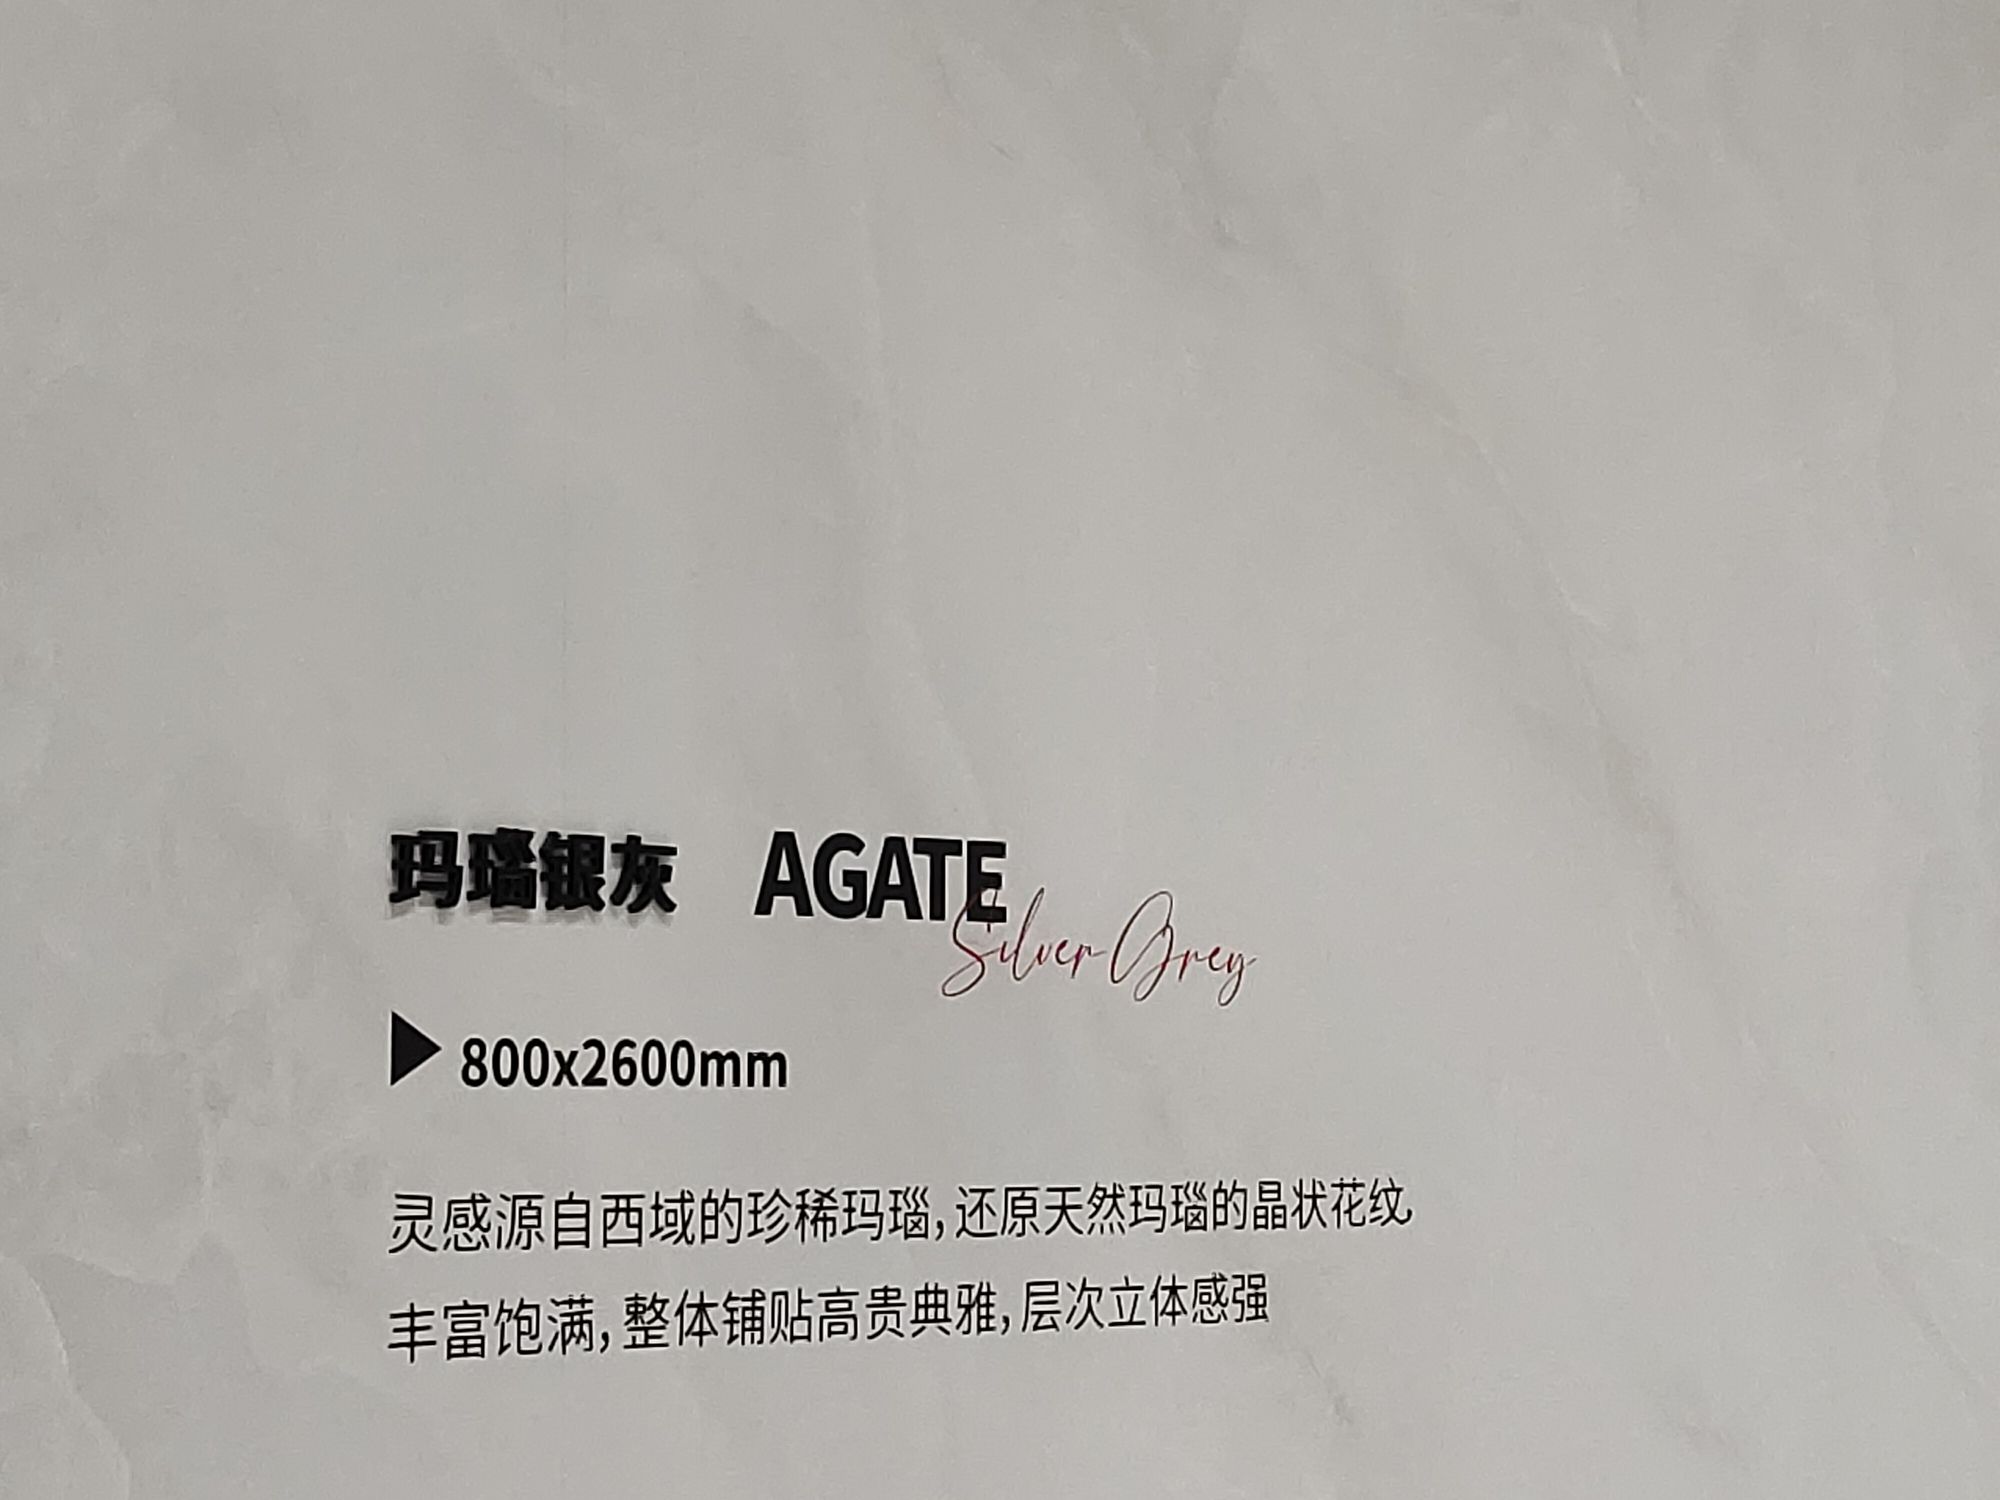 玛瑙银灰 AGATE
Silver Grey
▶ 800x2600mm
灵感源自西域的珍稀玛瑙,还原天然玛瑙的晶状花纹,
丰富饱满,整体铺贴高贵典雅,层次立体感强